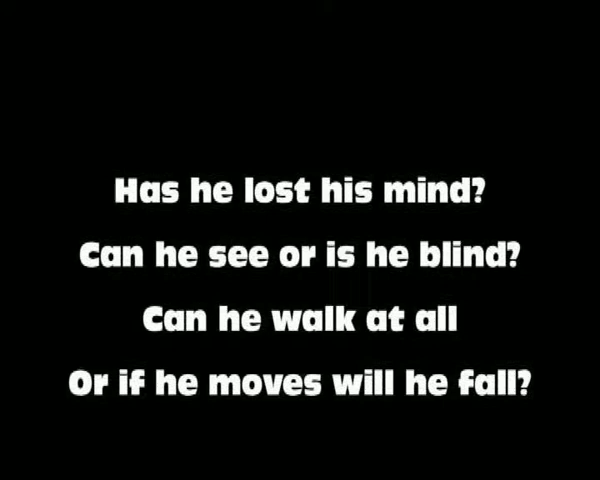 Has he lost his mind?
Can he see or is he blind?
Can he walk at all
Or if he moves will he fall?